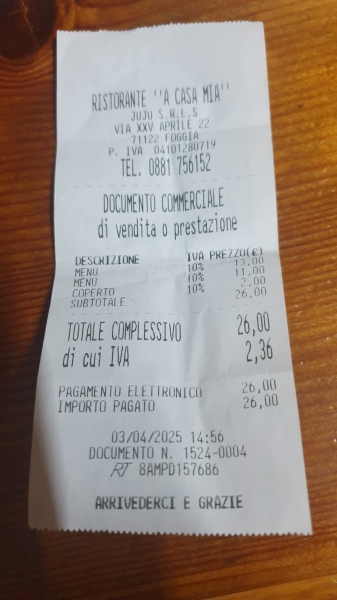 RISTORANTE "A CASA MIA"
JUJU S.R.L.S
VIA XXV APRILE 22
71122 FOGGIA
P. IVA 04101280719
TEL. 0881 756152
DOCUMENTO COMMERCIALE
di vendita o prestazione
DESCRIZIONE IVA PREZZO(€)
MENU 10% 13,00
MENU 10% 11,00
COPERTO 10% 2,00
SUBTOTALE 26,00
TOTALE COMPLESSIVO 26,00
di cui IVA 2,36
PAGAMENTO ELETTRONICO 26,00
IMPORTO PAGATO 26,00
03/04/2025 14:56
DOCUMENTO N. 1524-0004
RT 8AMPD157686
ARRIVEDERCI E GRAZIE